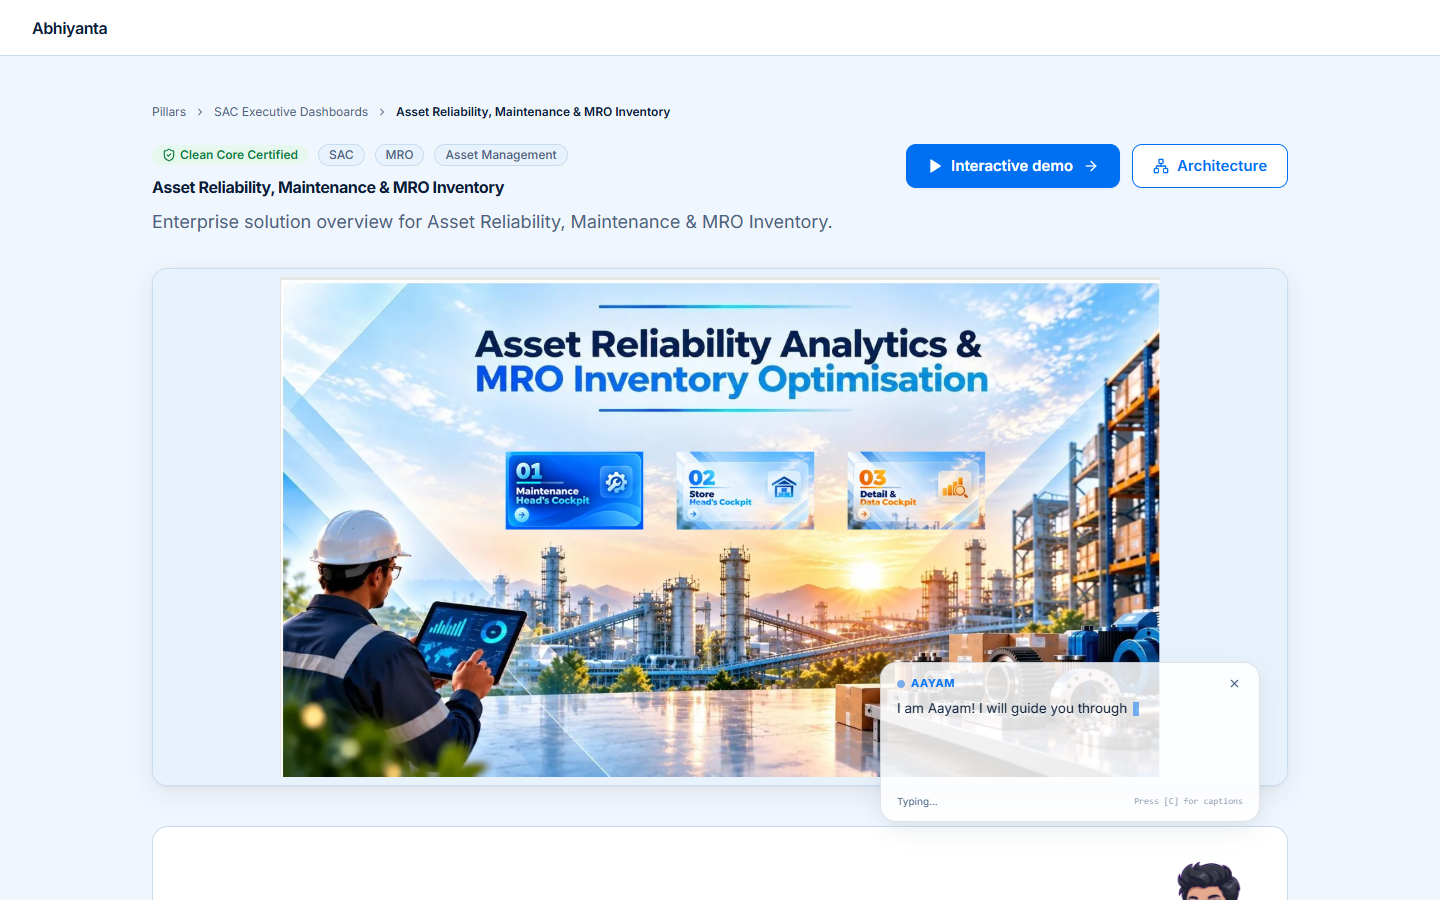 Abhiyanta
Pillars > SAC Executive Dashboards > Asset Reliability, Maintenance & MRO Inventory
Clean Core Certified SAC MRO Asset Management
Interactive demo → Architecture
Asset Reliability, Maintenance & MRO Inventory
Enterprise solution overview for Asset Reliability, Maintenance & MRO Inventory.
Asset Reliability Analytics &
MRO Inventory Optimisation
01
Maintenance
Head's Cockpit
02
Store
Head's Cockpit
03
Detail &
Data Cockpit
AAYAM
I am Aayam! I will guide you through
Typing...
Press [C] for captions